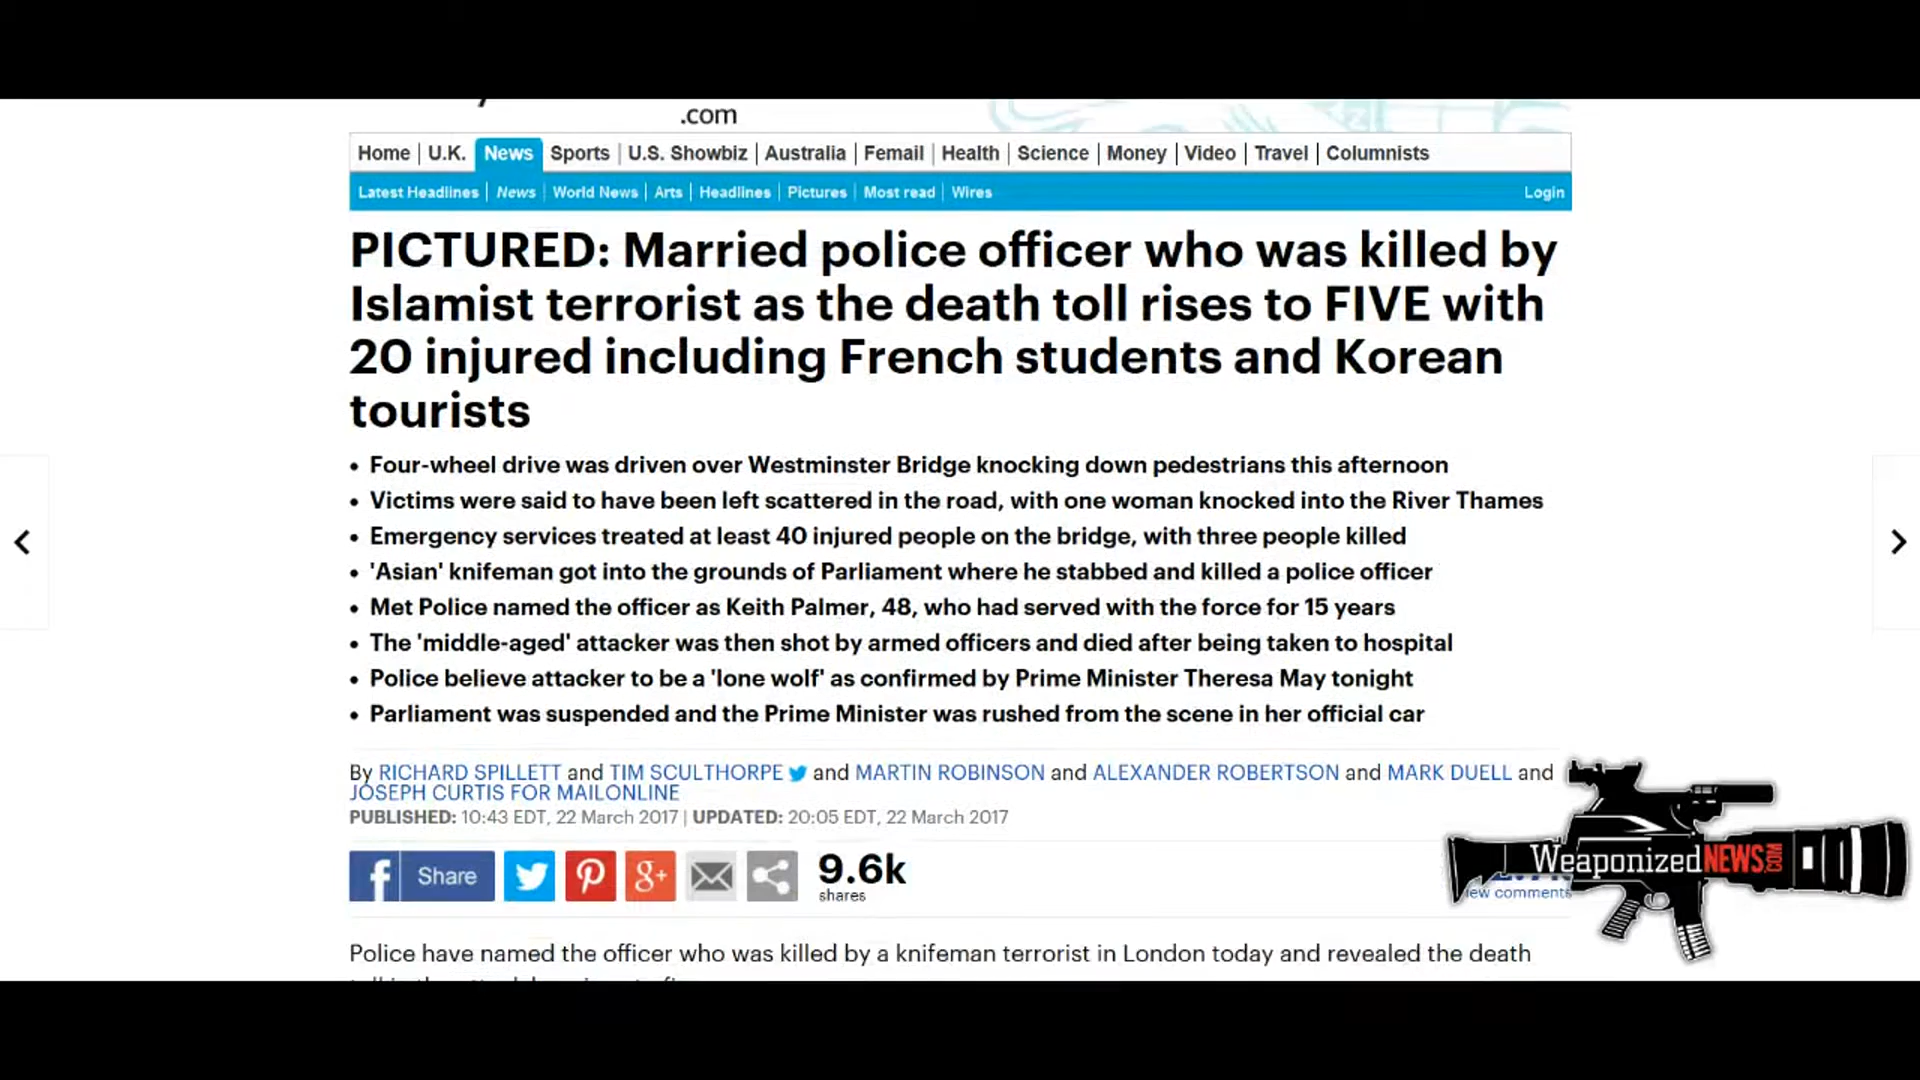 .com
Home U.K. News Sports U.S. Showbiz Australia Femail Health Science Money Video Travel Columnists
Latest Headlines News World News Arts Headlines Pictures Most read Wires Login
PICTURED: Married police officer who was killed by
Islamist terrorist as the death toll rises to FIVE with
20 injured including French students and Korean
tourists
• Four-wheel drive was driven over Westminster Bridge knocking down pedestrians this afternoon
• Victims were said to have been left scattered in the road, with one woman knocked into the River Thames
• Emergency services treated at least 40 injured people on the bridge, with three people killed
• 'Asian' knifeman got into the grounds of Parliament where he stabbed and killed a police officer
• Met Police named the officer as Keith Palmer, 48, who had served with the force for 15 years
• The 'middle-aged' attacker was then shot by armed officers and died after being taken to hospital
• Police believe attacker to be a 'lone wolf' as confirmed by Prime Minister Theresa May tonight
• Parliament was suspended and the Prime Minister was rushed from the scene in her official car
By RICHARD SPILLETT and TIM SCULTHORPE and MARTIN ROBINSON and ALEXANDER ROBERTSON and MARK DUELL and
JOSEPH CURTIS FOR MAILONLINE
PUBLISHED: 10:43 EDT, 22 March 2017 | UPDATED: 20:05 EDT, 22 March 2017
Share 9.6k
shares
WeaponizedNEWS.COM
comments
Police have named the officer who was killed by a knifeman terrorist in London today and revealed the death